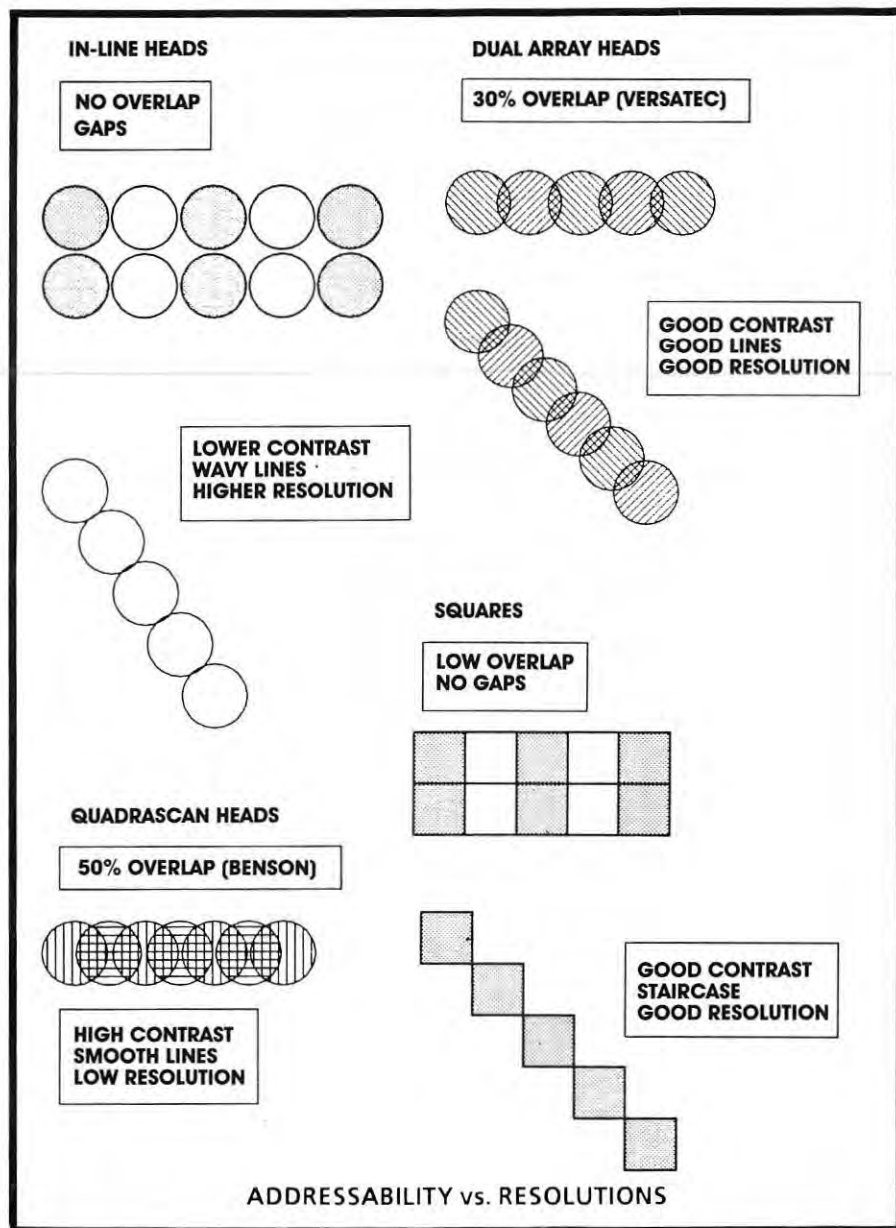 IN-LINE HEADS
NO OVERLAP
GAPS
LOWER CONTRAST
WAVY LINES
HIGHER RESOLUTION
DUAL ARRAY HEADS
30% OVERLAP (VERSATEC)
GOOD CONTRAST
GOOD LINES
GOOD RESOLUTION
QUADRASCAN HEADS
50% OVERLAP (BENSON)
HIGH CONTRAST
SMOOTH LINES
LOW RESOLUTION
SQUARES
LOW OVERLAP
NO GAPS
GOOD CONTRAST
STAIRCASE
GOOD RESOLUTION
ADDRESSABILITY vs. RESOLUTIONS